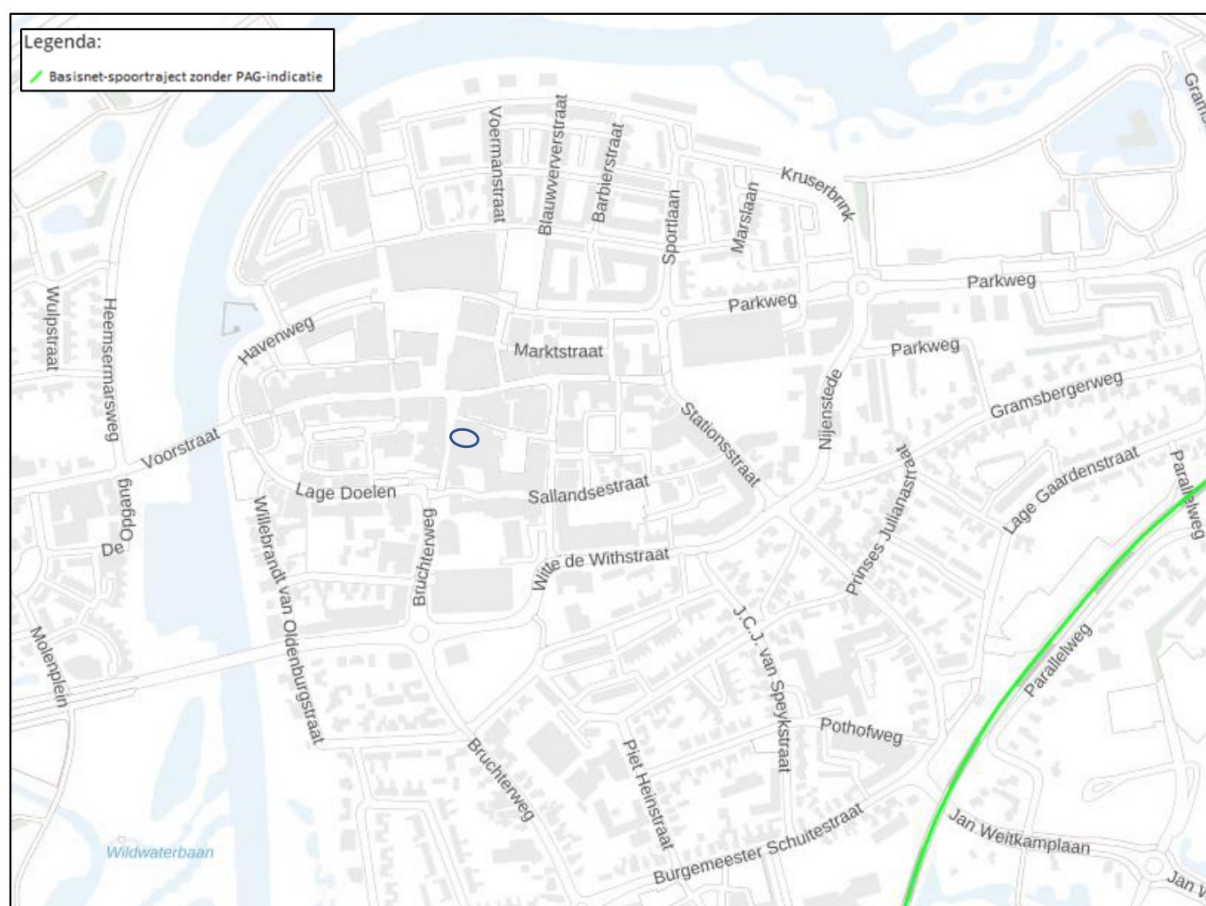 Legenda:
Basisnet-spoortraject zonder PAG-indicatie
Voermanstraat
Blauwververstraat
Barbierstraat
Sportlaan
Marslaan
Kruserbrink
Wulpstraat
Heemsermarsweg
Havenweg
Parkweg
Parkweg
Parkweg
Marktstraat
Gramsbergerweg
Stationsstraat
Nijenstede
Voorstraat
De
Opgang
Lage Doelen
Sallandsestraat
Prinses Julianastraat
Lage Gaardenstraat
Parallelweg
Willebrandt van Oldenburgstraat
Bruchterweg
Witte de Withstraat
J.C.J. van Speykstraat
Parallelweg
Molenplein
Pothofweg
Bruchterweg
Piet Heinstraat
Burgemeester Schuitestraat
Jan Weitkamplaan
Wildwaterbaan